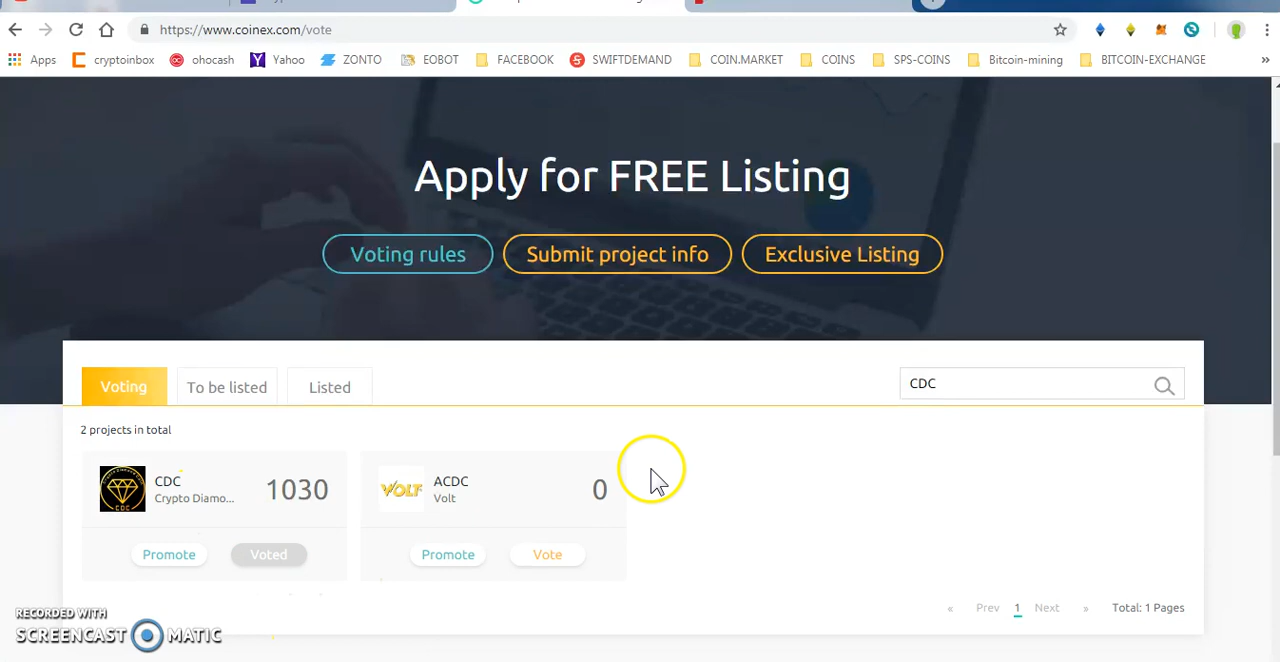 https://www.coinex.com/vote
Apps cryptoinbox ohocash Yahoo ZONTO EOBOT FACEBOOK SWIFTDEMAND COIN.MARKET COINS SPS-COINS Bitcoin-mining BITCOIN-EXCHANGE »
Apply for FREE Listing
Voting rules Submit project info Exclusive Listing
Voting To be listed Listed CDC
2 projects in total
CDC 1030 ACDC 0
Crypto Diamo... VOLT Volt
CDC
Promote Voted Promote Vote
« Prev 1 Next » Total: 1 Pages
RECORDED WITH
SCREENCAST MATIC